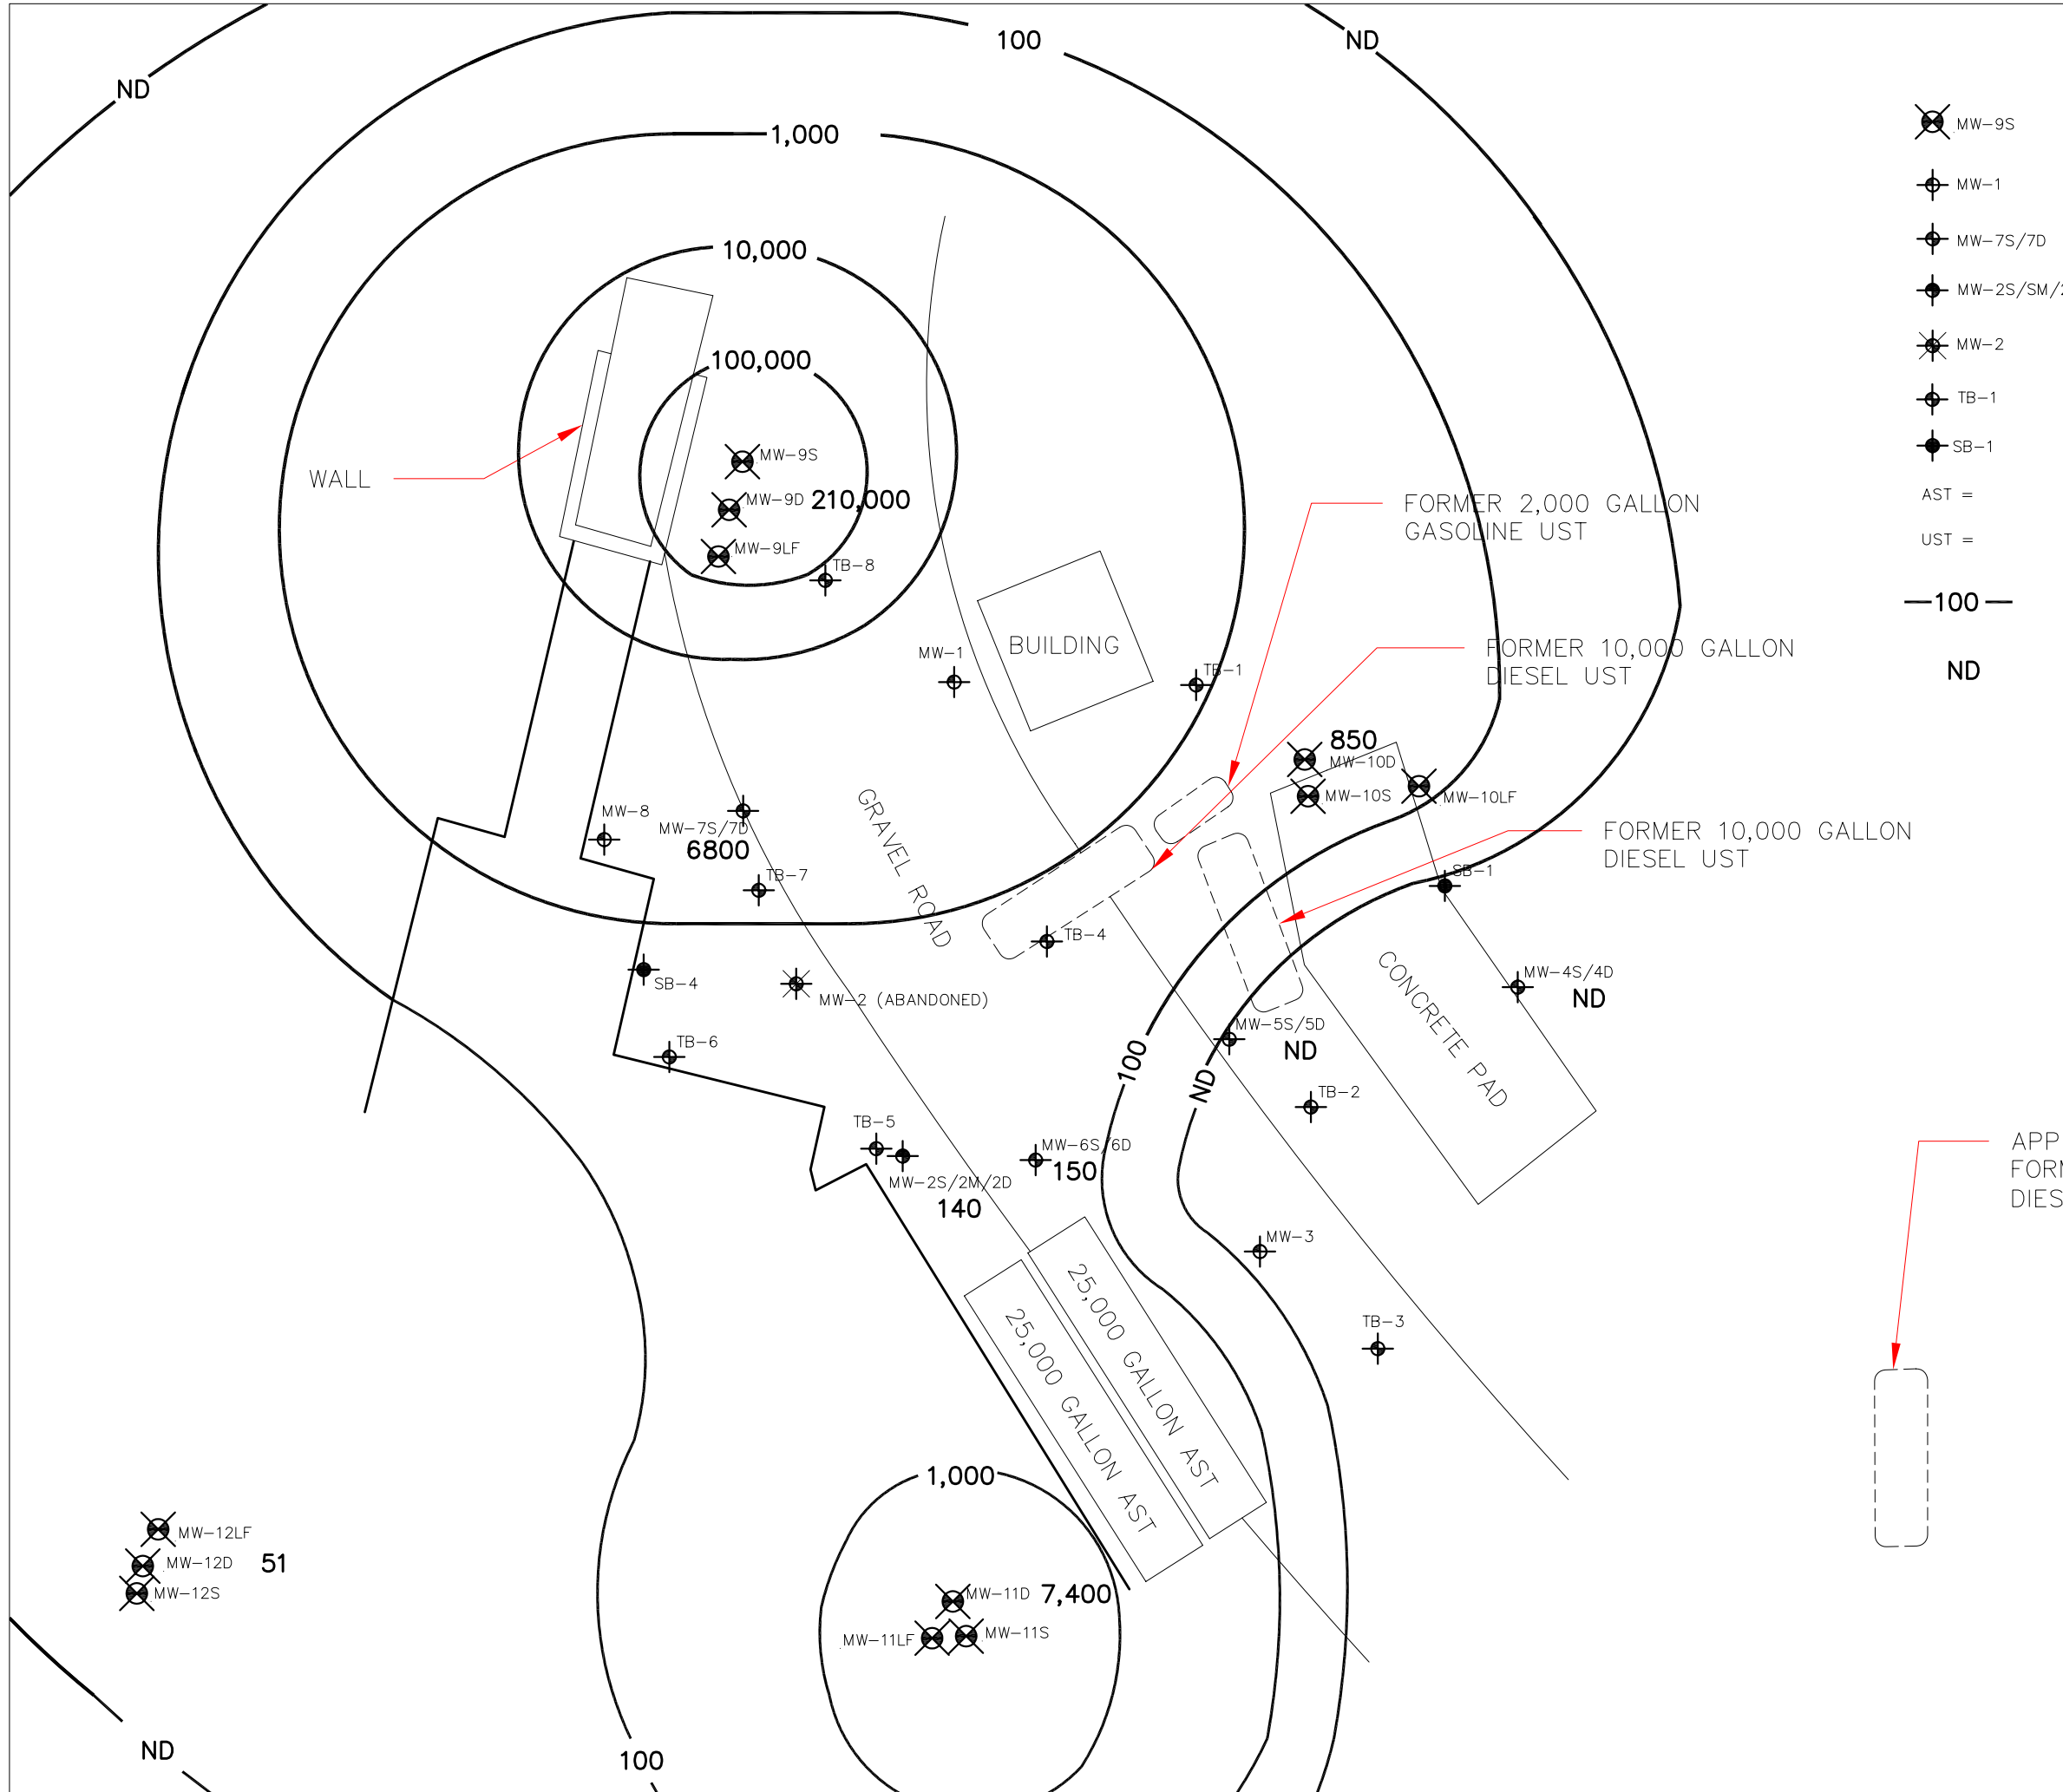 ND
100
ND
1,000
10,000
100,000
MW-9S
MW-9D 210,000
MW-9LF
TB-8
WALL
FORMER 2,000 GALLON
GASOLINE UST
BUILDING
MW-1
TB-1
FORMER 10,000 GALLON
DIESEL UST
850
MW-10D
MW-10S
MW-10LF
MW-8
MW-7S/7D
6800
TB-7
GRAVEL ROAD
FORMER 10,000 GALLON
DIESEL UST
SB-1
TB-4
SB-4
MW-2 (ABANDONED)
CONCRETE PAD
MW-4S/4D
ND
MW-5S/5D
ND
100
ND
TB-6
TB-2
TB-5
MW-2S/2M/2D
140
MW-6S/6D
150
MW-3
TB-3
25,000 GALLON AST
25,000 GALLON AST
1,000
MW-12LF
MW-12D 51
MW-12S
MW-11D 7,400
MW-11LF
MW-11S
ND
100
MW-9S
MW-1
MW-7S/7D
MW-2S/SM/2
MW-2
TB-1
SB-1
AST =
UST =
100
ND
APP
FORM
DIES